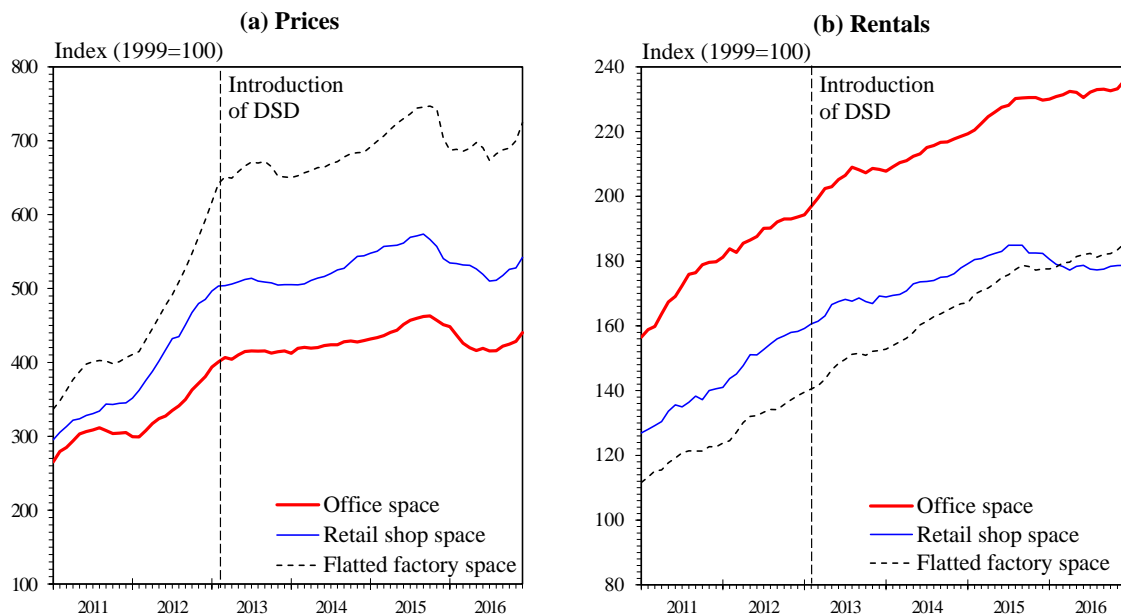 (a) Prices
Index (1999=100)
800
700
600
500
400
300
200
100
Introduction
of DSD
Office space
Retail shop space
Flatted factory space
2011 2012 2013 2014 2015 2016
(b) Rentals
Index (1999=100)
240
220
200
180
160
140
120
100
80
Introduction
of DSD
Office space
Retail shop space
Flatted factory space
2011 2012 2013 2014 2015 2016